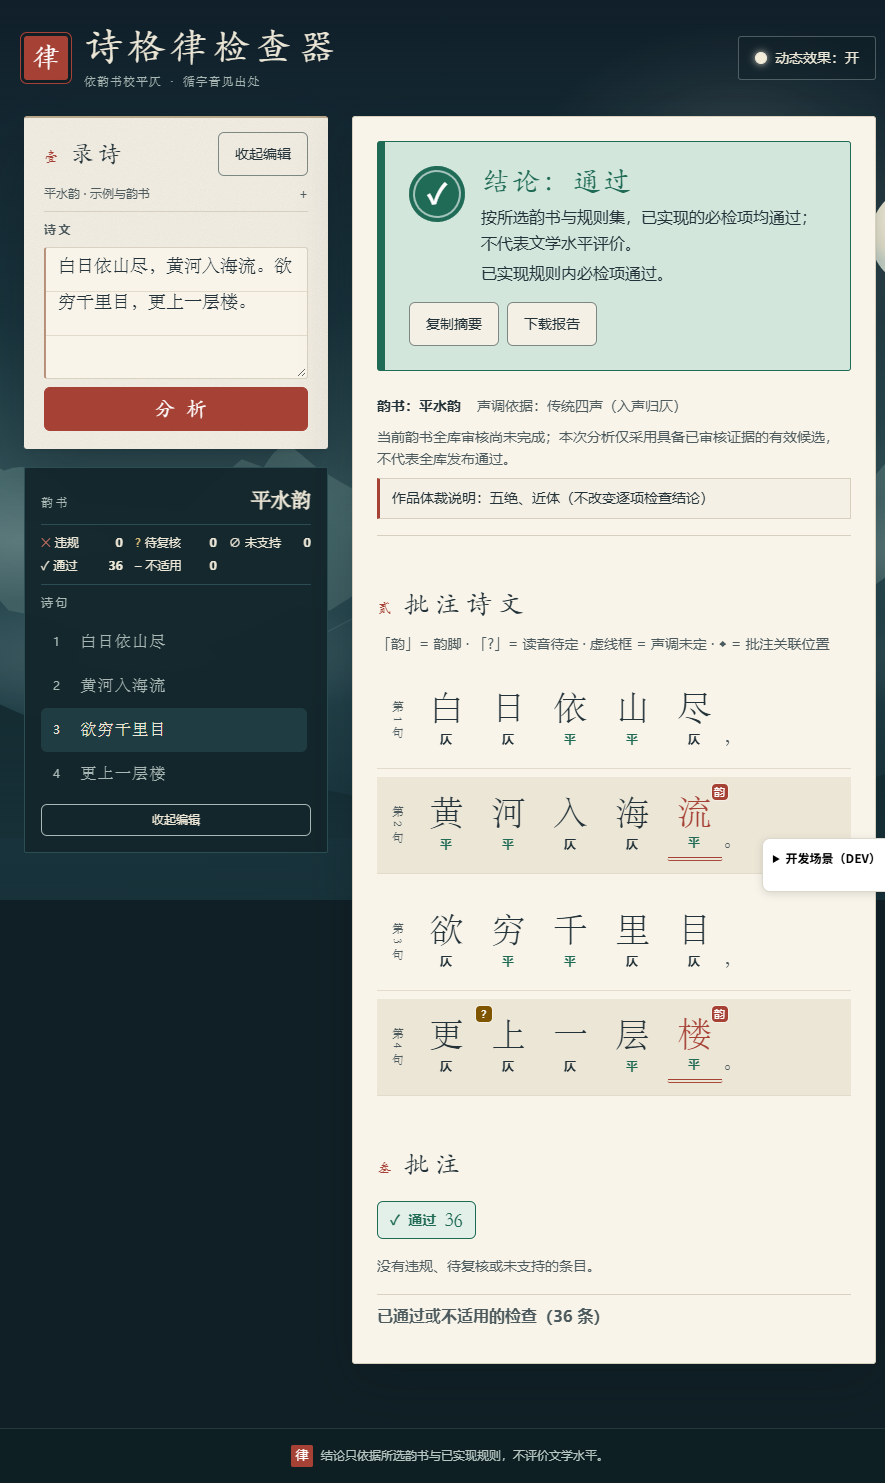 律
诗格律检查器
依韵书校平仄 · 循字音见出处
动态效果：开
壹 录诗
收起编辑
平水韵 · 示例与韵书 +
诗文
白日依山尽，黄河入海流。欲
穷千里目，更上一层楼。
分析
韵书 平水韵
× 违规 0 ? 待复核 0 ⊘ 未支持 0
✓ 通过 36 – 不适用 0
诗句
1 白日依山尽
2 黄河入海流
3 欲穷千里目
4 更上一层楼
收起编辑
✓ 结论：通过
按所选韵书与规则集，已实现的必检项均通过；
不代表文学水平评价。
已实现规则内必检项通过。
复制摘要 下载报告
韵书：平水韵 声调依据：传统四声（入声归仄）
当前韵书全库审核尚未完成；本次分析仅采用具备已审核证据的有效候选，
不代表全库发布通过。
作品体裁说明：五绝、近体（不改变逐项检查结论）
贰 批注诗文
「韵」= 韵脚 · 「?」= 读音待定 · 虚线框 = 声调未定 · ◆ = 批注关联位置
第1句 白 日 依 山 尽 ，
仄 仄 平 平 仄
第2句 黄 河 入 海 流 韵 。
平 平 仄 仄 平
▶ 开发场景（DEV）
第3句 欲 穷 千 里 目 ，
仄 平 平 仄 仄
第4句 更 ? 上 一 层 楼 韵 。
仄 仄 仄 平 平
叁 批注
✓ 通过 36
没有违规、待复核或未支持的条目。
已通过或不适用的检查（36 条）
律 结论只依据所选韵书与已实现规则，不评价文学水平。